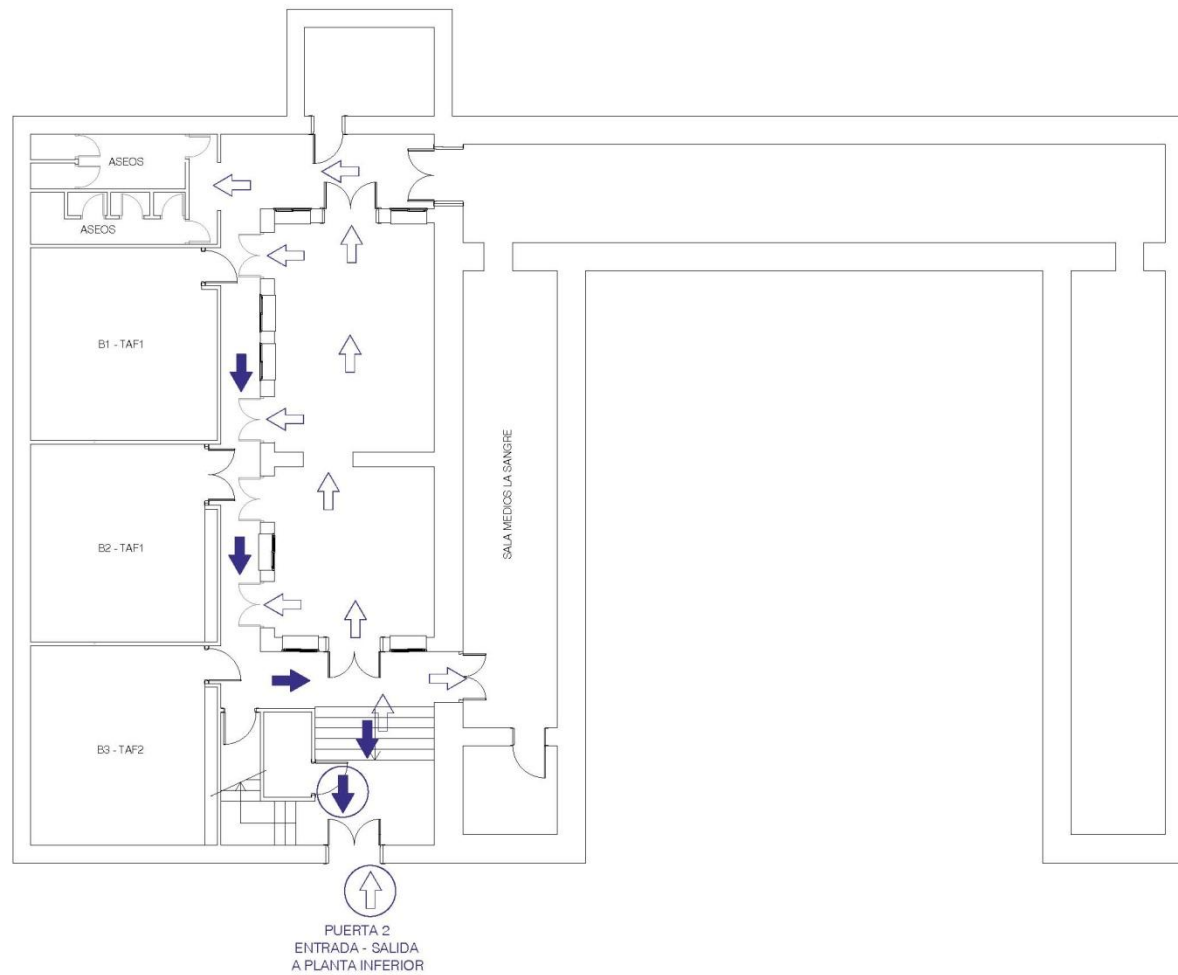 ASEOS
ASEOS
B1 - TAF1
SALA MEDIOS LA SANGRE
B2 - TAF1
B3 - TAF2
PUERTA 2
ENTRADA - SALIDA
A PLANTA INFERIOR